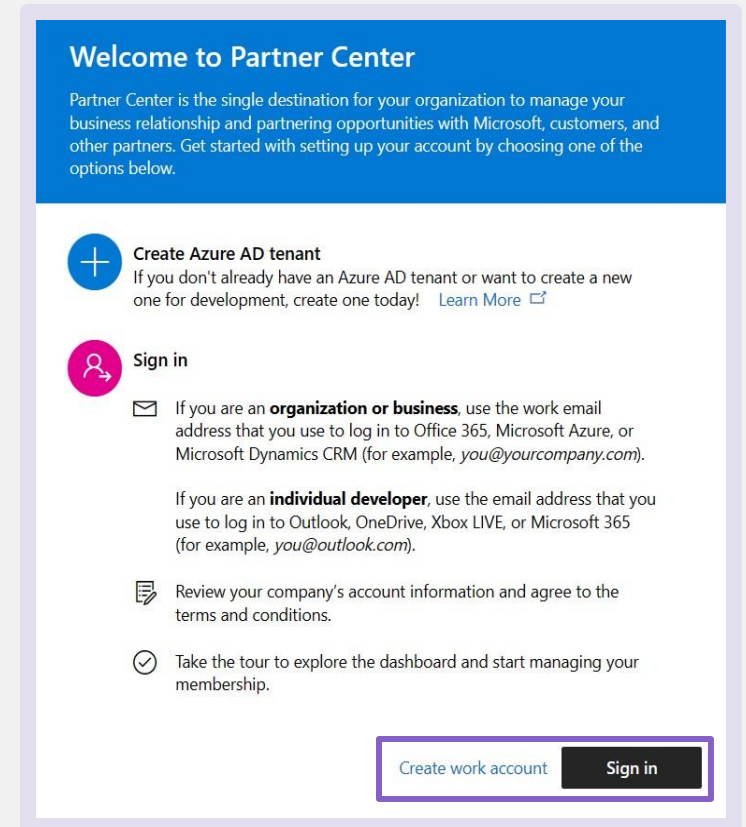 Welcome to Partner Center
Partner Center is the single destination for your organization to manage your
business relationship and partnering opportunities with Microsoft, customers, and
other partners. Get started with setting up your account by choosing one of the
options below.
Create Azure AD tenant
If you don't already have an Azure AD tenant or want to create a new
one for development, create one today! Learn More
Sign in
If you are an organization or business, use the work email
address that you use to log in to Office 365, Microsoft Azure, or
Microsoft Dynamics CRM (for example, you@yourcompany.com).
If you are an individual developer, use the email address that you
use to log in to Outlook, OneDrive, Xbox LIVE, or Microsoft 365
(for example, you@outlook.com).
Review your company’s account information and agree to the
terms and conditions.
Take the tour to explore the dashboard and start managing your
membership.
Create work account Sign in